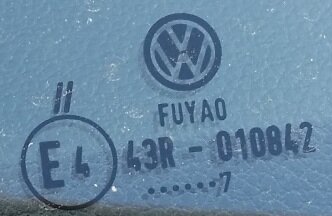 FUYAO
II
E4 43R - 010842
......7